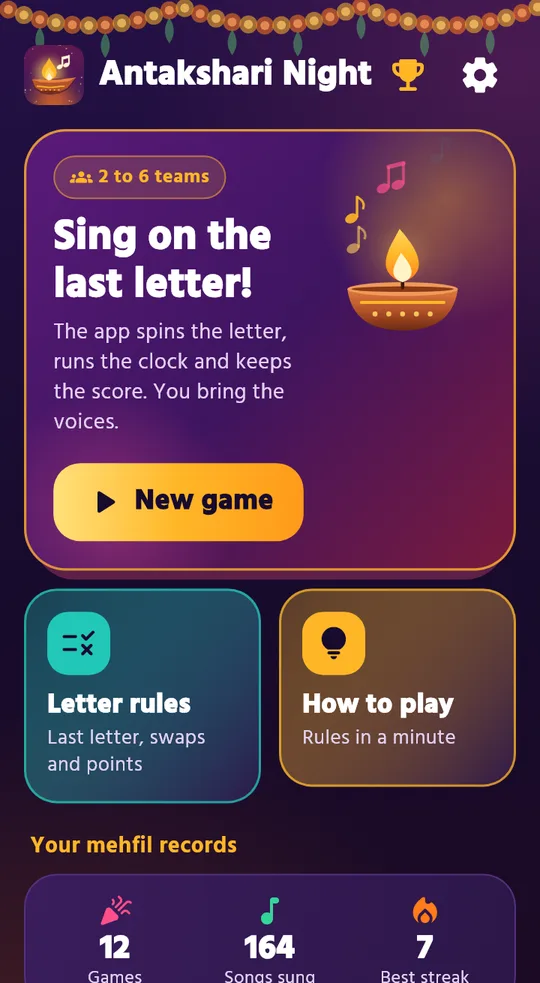 Antakshari Night
2 to 6 teams
Sing on the
last letter!
The app spins the letter,
runs the clock and keeps
the score. You bring the
voices.
New game
Letter rules
Last letter, swaps
and points
How to play
Rules in a minute
Your mehfil records
12
164
7
Games
Songs sung
Best streak